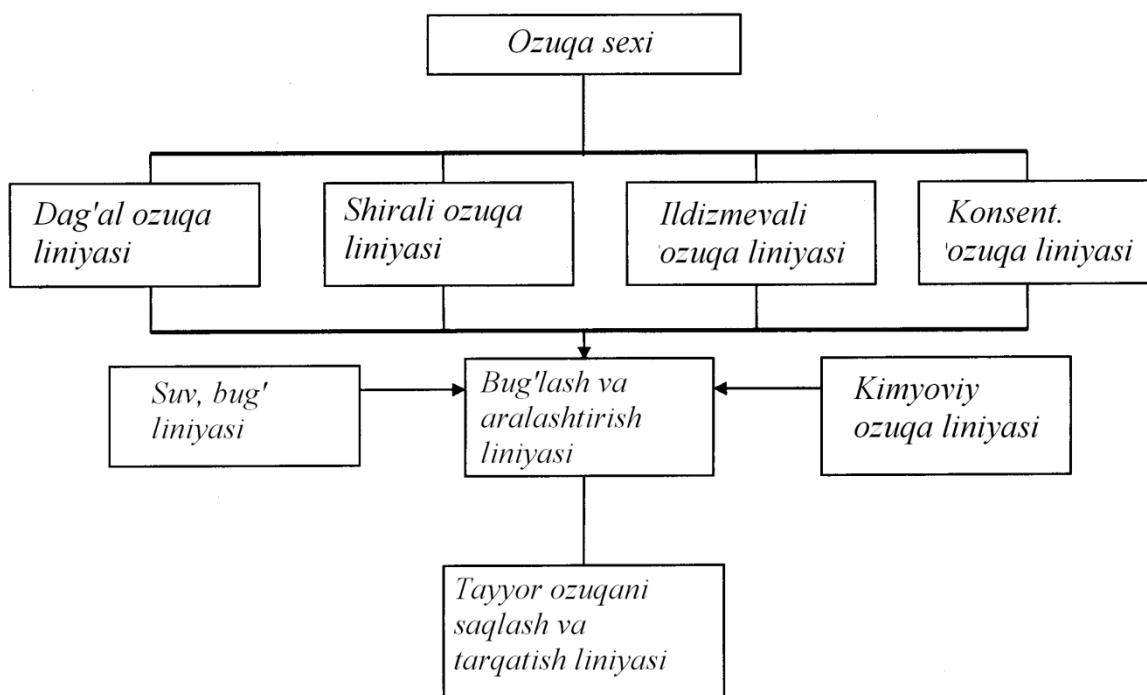 Ozuqa sexi
Dag'al ozuqa
liniyasi
Shirali ozuqa
liniyasi
Ildizmevali
ozuqa liniyasi
Konsent.
ozuqa liniyasi
Suv, bug'
liniyasi
Bug'lash va
aralashtirish
liniyasi
Kimyoviy
ozuqa liniyasi
Tayyor ozuqani
saqlash va
tarqatish liniyasi